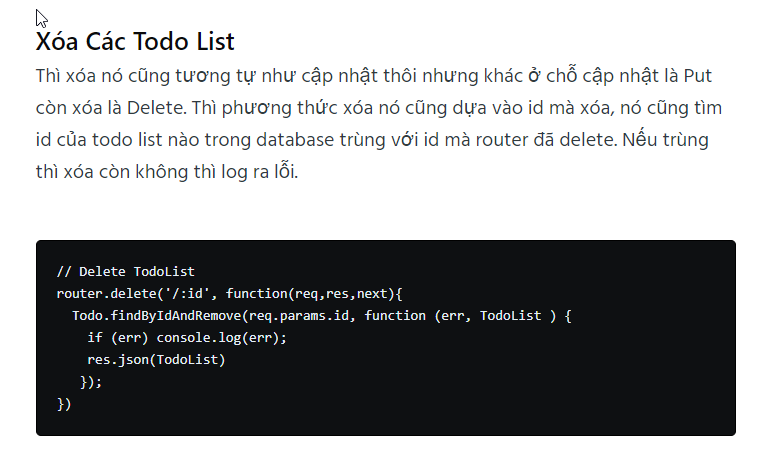 Xóa Các Todo List
Thì xóa nó cũng tương tự như cập nhật thôi nhưng khác ở chỗ cập nhật là Put
còn xóa là Delete. Thì phương thức xóa nó cũng dựa vào id mà xóa, nó cũng tìm
id của todo list nào trong database trùng với id mà router đã delete. Nếu trùng
thì xóa còn không thì log ra lỗi.
// Delete TodoList
router.delete('/:id', function(req,res,next){
  Todo.findByIdAndRemove(req.params.id, function (err, TodoList ) {
    if (err) console.log(err);
    res.json(TodoList)
   });
})